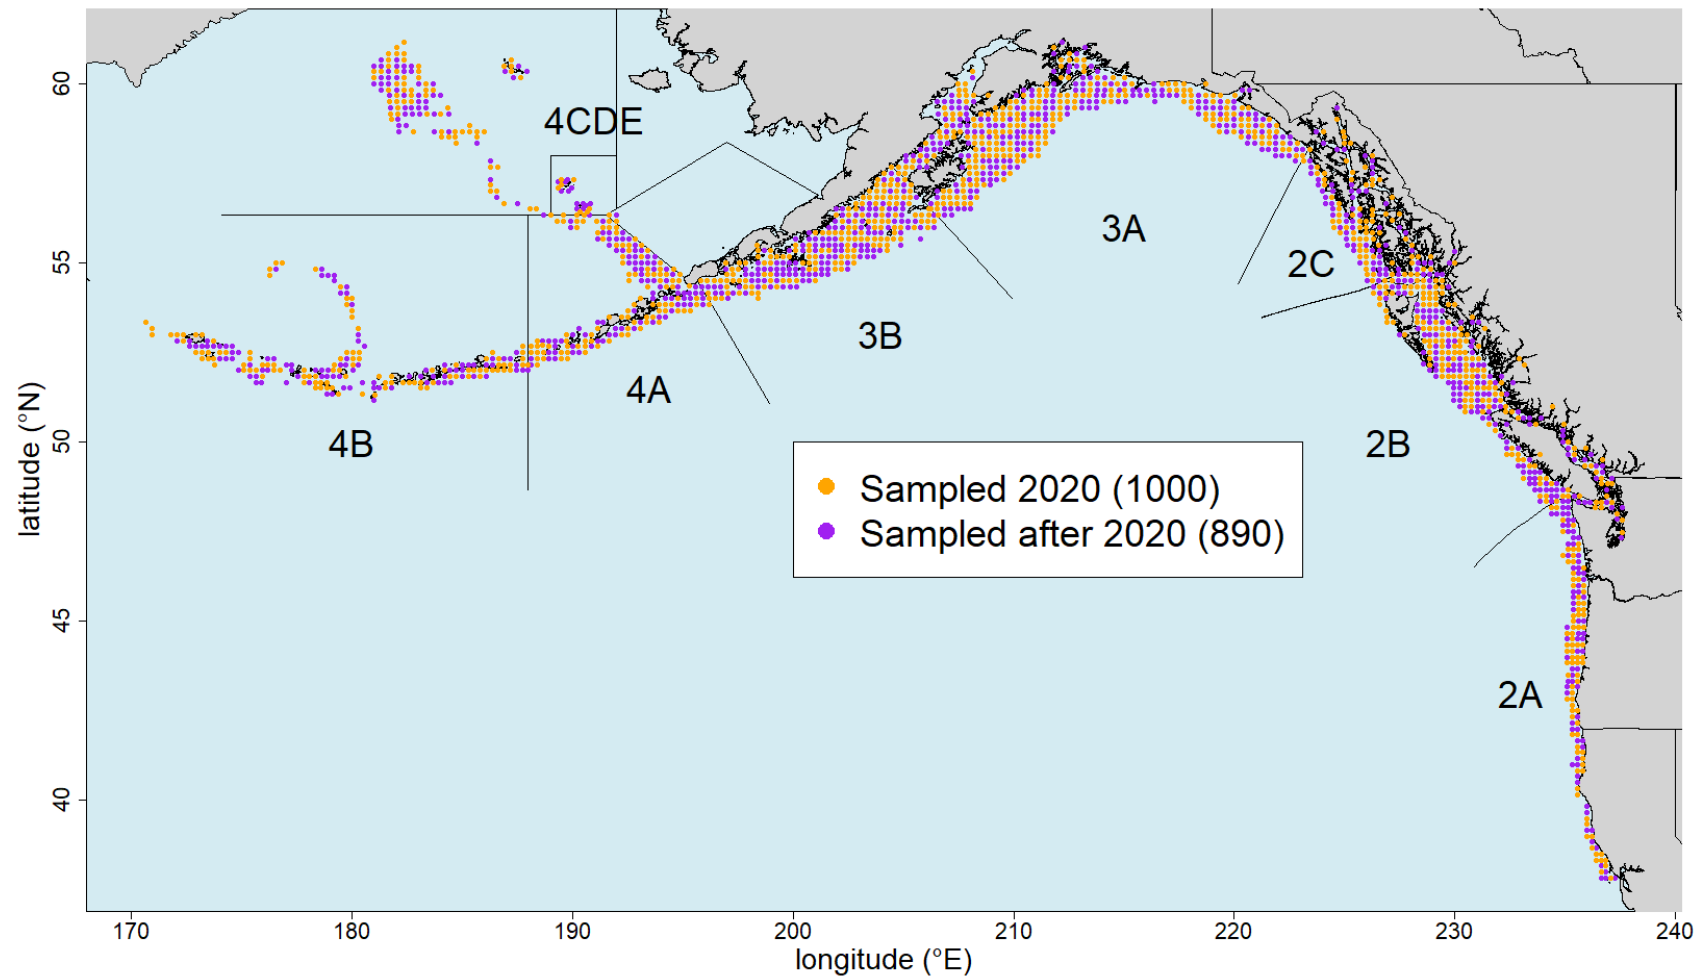 60
55
50
45
40
latitude (°N)
4CDE
3A
2C
3B
4A
4B
2B
2A
Sampled 2020 (1000)
Sampled after 2020 (890)
170
180
190
200
210
220
230
240
longitude (°E)